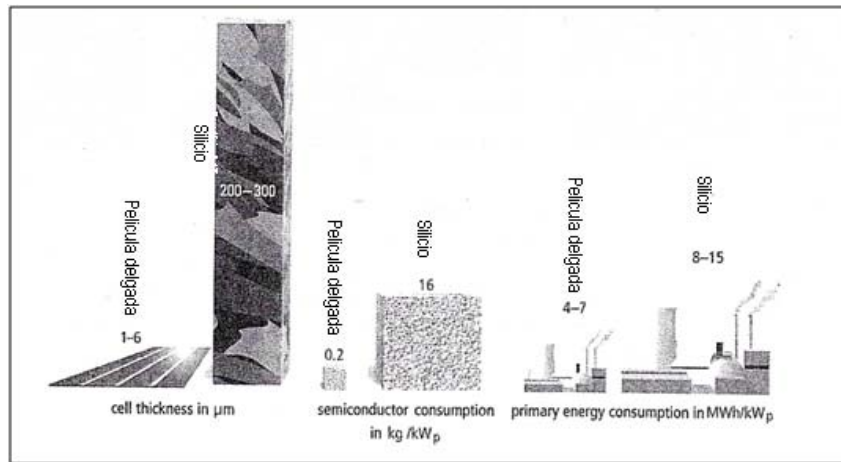 Pelicula delgada
1-6
Silicio
200-300
cell thickness in µm
Pelicula delgada
0.2
Silicio
16
semiconductor consumption
in kg/kWp
Pelicula delgada
4-7
Silicio
8-15
primary energy consumption in MWh/kWp